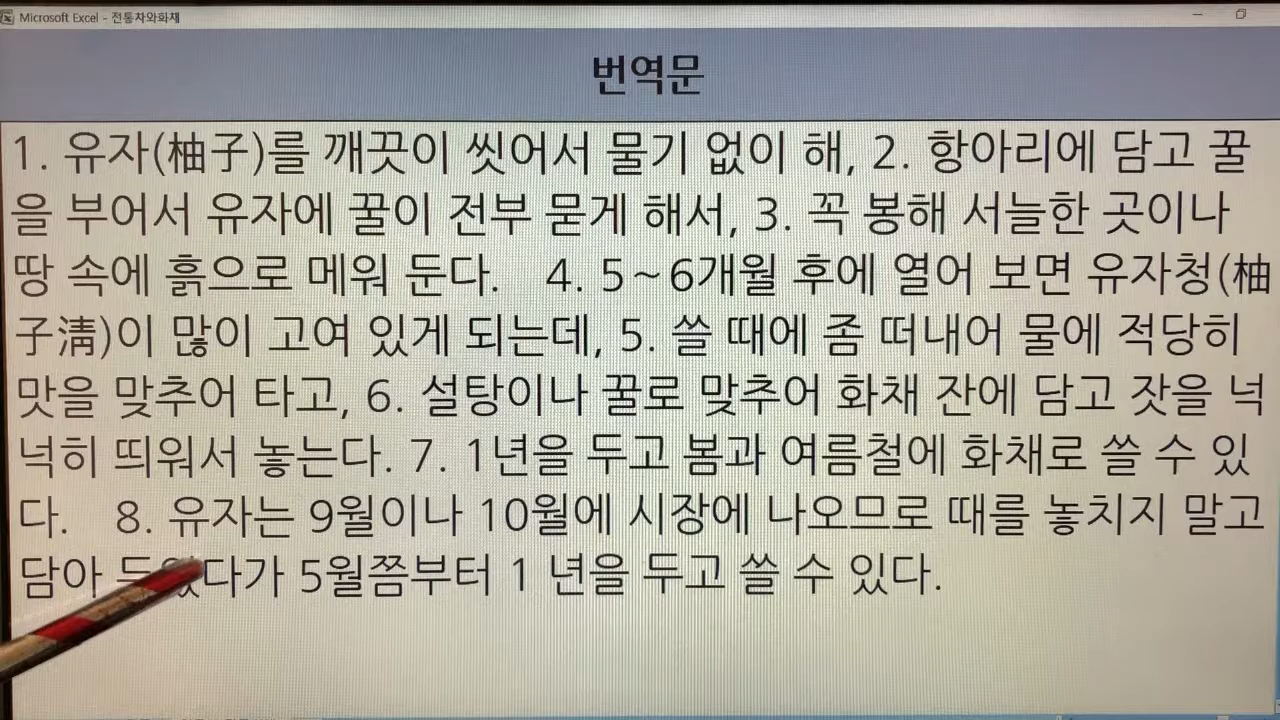 Microsoft Excel - 전통차와화채
번역문
1. 유자(柚子)를 깨끗이 씻어서 물기 없이 해, 2. 항아리에 담고 꿀
을 부어서 유자에 꿀이 전부 묻게 해서, 3. 꼭 봉해 서늘한 곳이나
땅 속에 흙으로 메워 둔다. 4. 5~6개월 후에 열어 보면 유자청(柚
子淸)이 많이 고여 있게 되는데, 5. 쓸 때에 좀 떠내어 물에 적당히
맛을 맞추어 타고, 6. 설탕이나 꿀로 맞추어 화채 잔에 담고 잣을 넉
넉히 띄워서 놓는다. 7. 1년을 두고 봄과 여름철에 화채로 쓸 수 있
다. 8. 유자는 9월이나 10월에 시장에 나오므로 때를 놓치지 말고
담아 두었다가 5월쯤부터 1 년을 두고 쓸 수 있다.